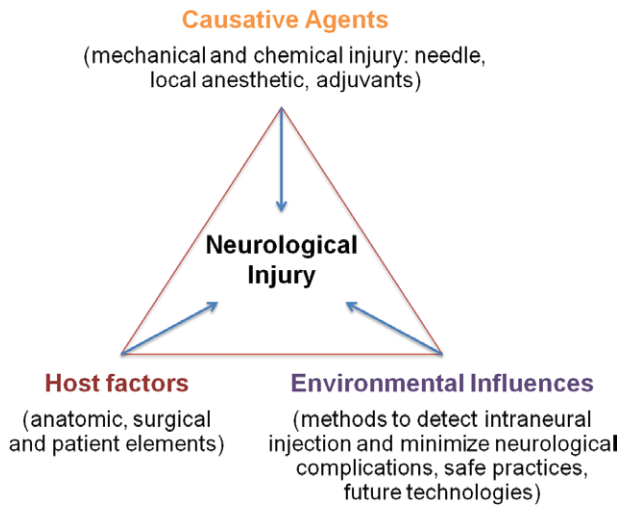 Causative Agents
(mechanical and chemical injury: needle,
local anesthetic, adjuvants)
Neurological
Injury
Host factors
(anatomic, surgical
and patient elements)
Environmental Influences
(methods to detect intraneural
injection and minimize neurological
complications, safe practices,
future technologies)